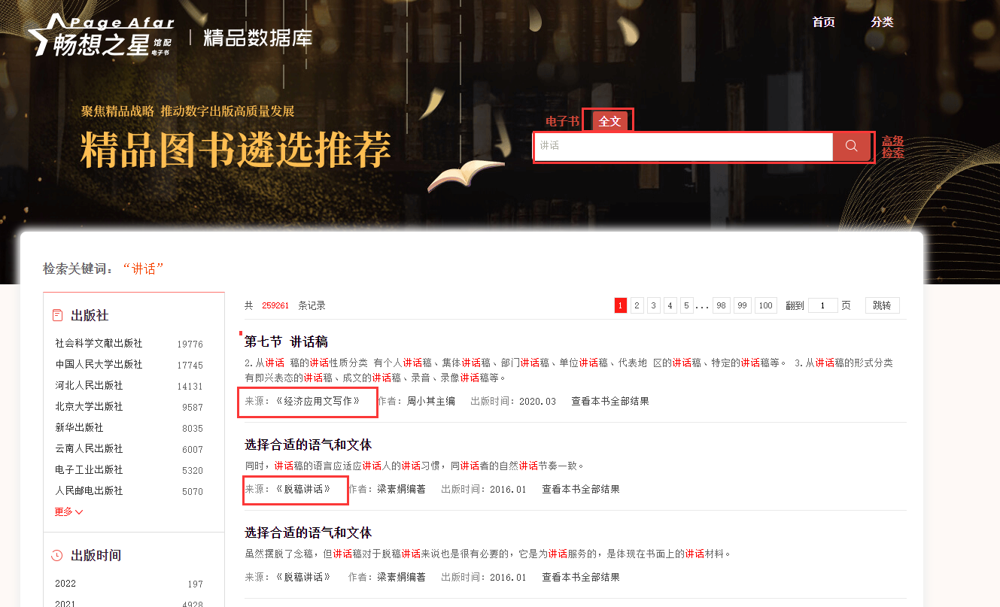 Page Afar
畅想之星 馆配电子书 | 精品数据库
首页 分类
聚焦精品战略 推动数字出版高质量发展
精品图书遴选推荐
电子书 全文
讲话
高级检索
检索关键词：“讲话”
出版社
社会科学文献出版社 19776
中国人民大学出版社 17745
河北人民出版社 14131
北京大学出版社 9587
新华出版社 8035
云南人民出版社 6007
电子工业出版社 5320
人民邮电出版社 5070
更多
出版时间
2022 197
2021 4928
共 259261 条记录
1 2 3 4 5 ... 98 99 100 翻到 1 页 跳转
第七节 讲话稿
2.从讲话 稿的讲话性质分类 有个人讲话稿、集体讲话稿、部门讲话稿、单位讲话稿、代表地 区的讲话稿、特定的讲话稿等。 3.从讲话稿的形式分类
有即兴表态的讲话稿、成文的讲话稿、录音、录像讲话稿等。
来源：《经济应用文写作》 作者：周小其主编 出版时间：2020.03 查看本书全部结果
选择合适的语气和文体
同时，讲话稿的语言应适应讲话人的讲话习惯，同讲话者的自然讲话节奏一致。
来源：《脱稿讲话》 作者：梁素娟编著 出版时间：2016.01 查看本书全部结果
选择合适的语气和文体
虽然摆脱了念稿，但讲话稿对于脱稿讲话来说也是很有必要的，它是为讲话服务的，是体现在书面上的讲话材料。
来源：《脱稿讲话》 作者：梁素娟编著 出版时间：2016.01 查看本书全部结果